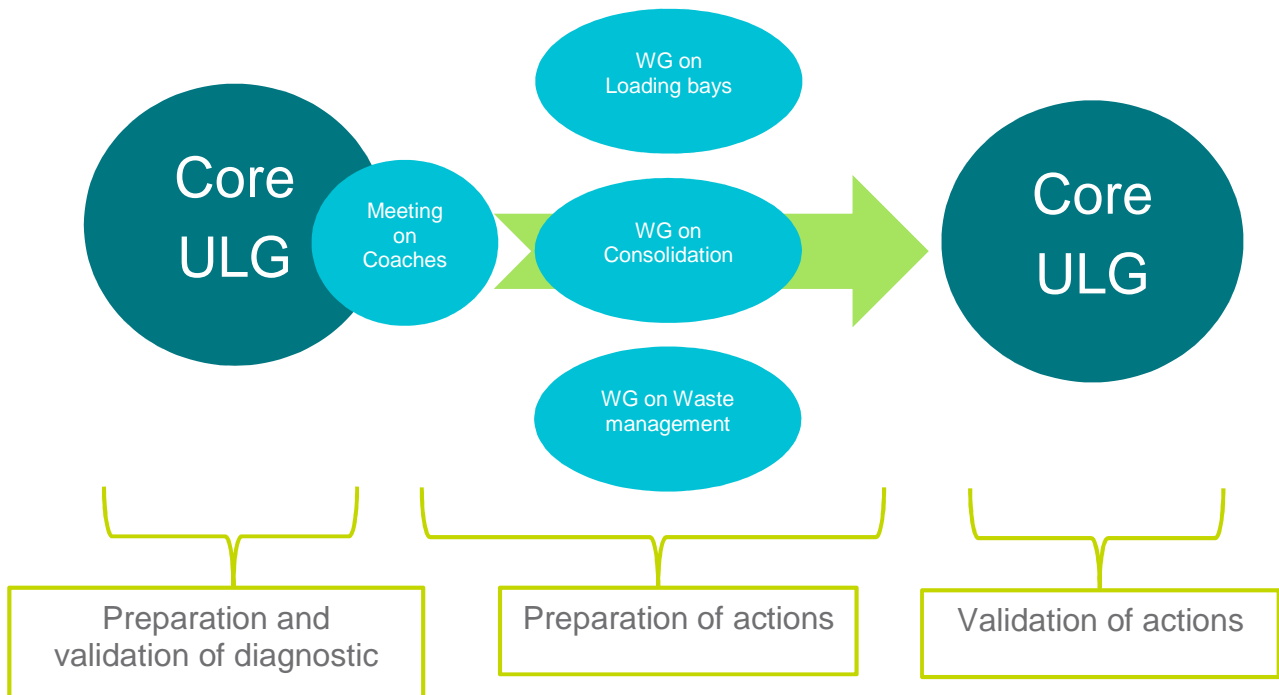 Core
ULG
Meeting
on
Coaches
WG on
Loading bays
WG on
Consolidation
WG on Waste
management
Core
ULG
Preparation and
validation of diagnostic
Preparation of actions
Validation of actions